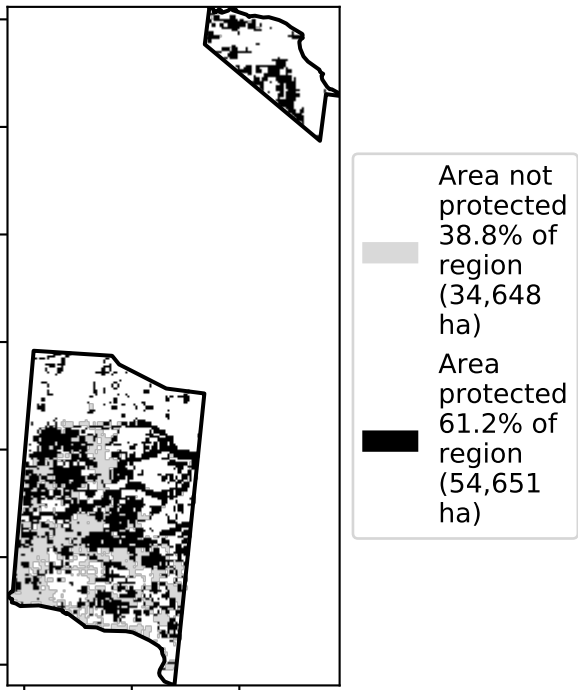 Area not
protected
38.8% of
region
(34,648
ha)
Area
protected
61.2% of
region
(54,651
ha)